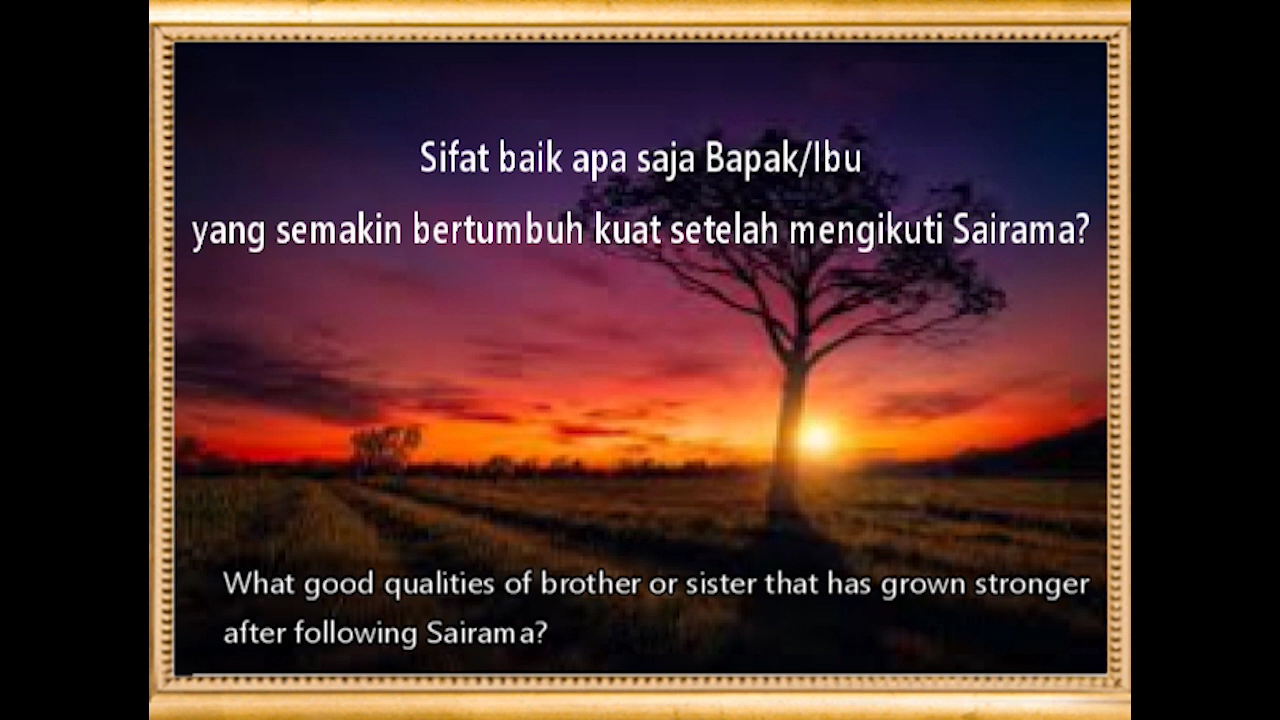 Sifat baik apa saja Bapak/Ibu
yang semakin bertumbuh kuat setelah mengikuti Sairama?
What good qualities of brother or sister that has grown stronger
after following Sairama?